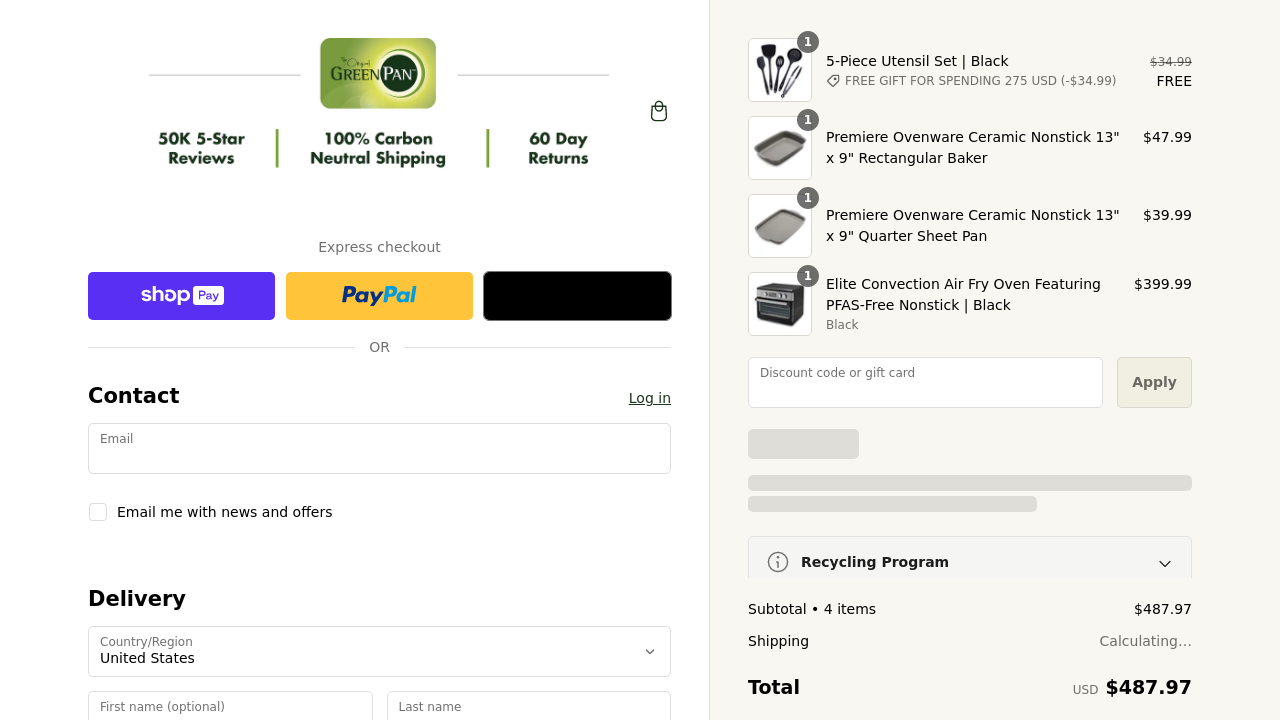 The Original
GREENPAN™
50K 5-Star
Reviews
100% Carbon
Neutral Shipping
60 Day
Returns
Express checkout
shop Pay
PayPal
OR
Contact
Log in
Email
Email me with news and offers
Delivery
Country/Region
United States
First name (optional)
Last name
1
5-Piece Utensil Set | Black
$34.99
FREE GIFT FOR SPENDING 275 USD (-$34.99)
FREE
1
Premiere Ovenware Ceramic Nonstick 13"
x 9" Rectangular Baker
$47.99
1
Premiere Ovenware Ceramic Nonstick 13"
x 9" Quarter Sheet Pan
$39.99
1
Elite Convection Air Fry Oven Featuring
PFAS-Free Nonstick | Black
Black
$399.99
Discount code or gift card
Apply
Recycling Program
Subtotal • 4 items
$487.97
Shipping
Calculating...
Total
USD $487.97